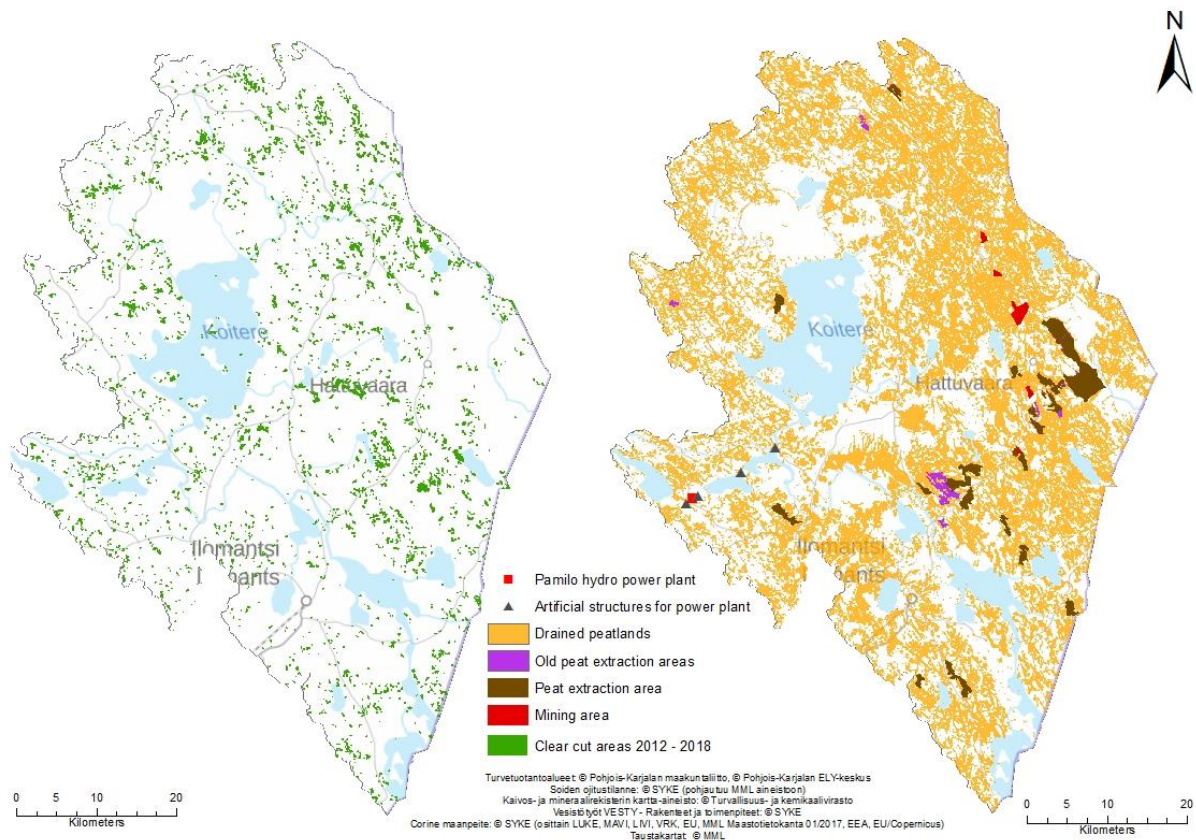 N
Koitere
Koitere
Hattuvaara
Hattuvaara
Ilomantsi
Ilomantsi
Pamilo hydro power plant
Artificial structures for power plant
Drained peatlands
Old peat extraction areas
Peat extraction area
Mining area
Clear cut areas 2012 - 2018
Turvetuotantoalueet: © Pohjois-Karjalan maakuntaliitto, © Pohjois-Karjalan ELY-keskus
Soiden ojitustilanne: © SYKE (pohjautuu MML aineistoon)
Kaivos- ja mineraalirekisterin kartta-aineisto: © Turvallisuus- ja kemikaalivirasto
Vesistötyöt VESTY - Rakenteet ja toimenpiteet: © SYKE
Corine maanpeite: © SYKE (osittain LUKE, MAVI, LIVI, VRK, EU, MML Maastotietokanta 01/2017, EEA, EU/Copernicus)
Taustakartat: © MML
0 5 10 20
Kilometers
0 5 10 20
Kilometers